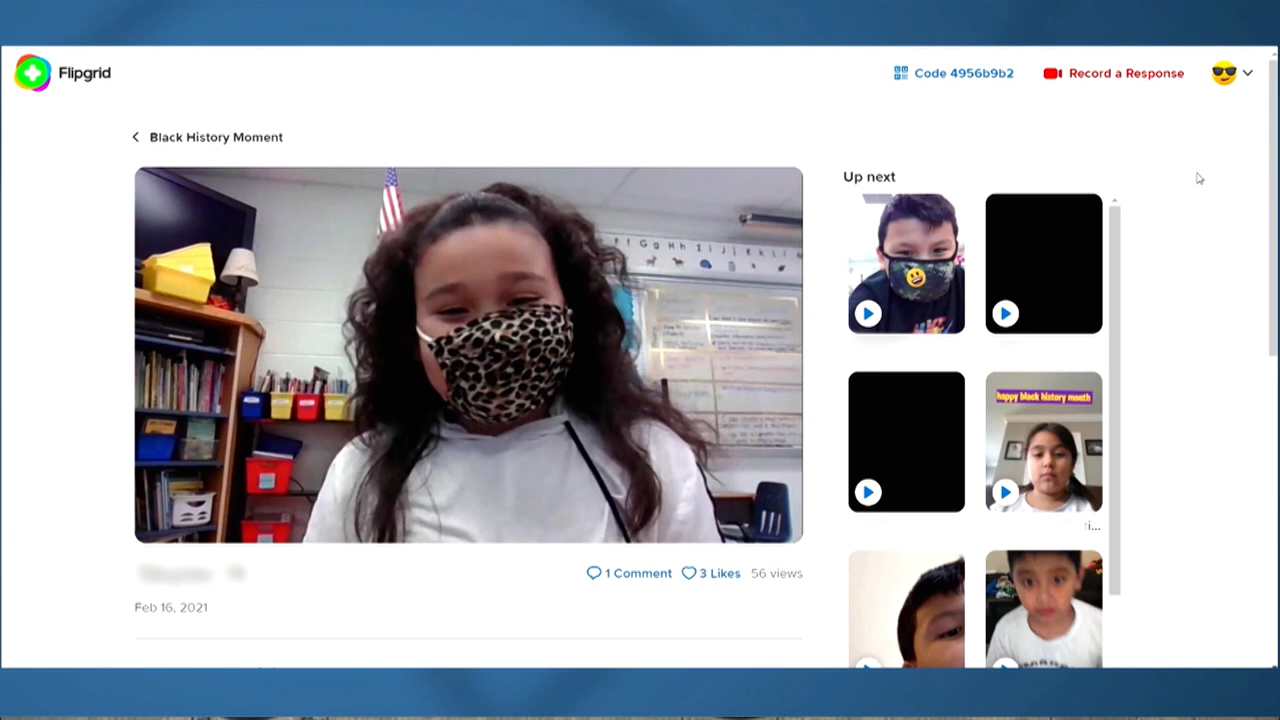 Flipgrid
Code 4956b9b2
Record a Response
Black History Moment
Up next
F f G g H h I i J j K k L l
happy black history month
i...
1 Comment
3 Likes
56 views
Feb 16, 2021